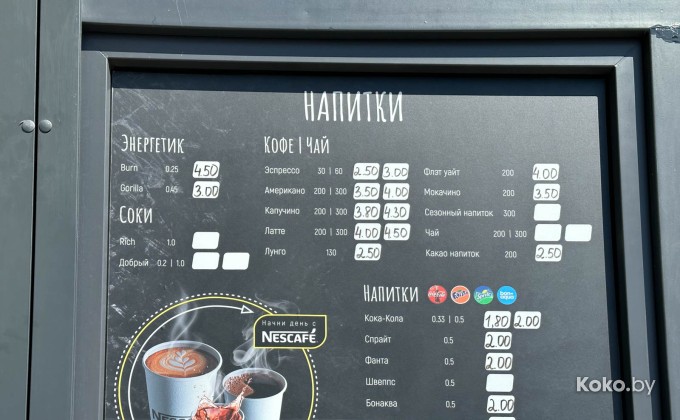 НАПИТКИ
ЭНЕРГЕТИК
Burn 0.25 4.50
Gorilla 0.45 3.00
СОКИ
Rich 1.0
Добрый 0.2 | 1.0
КОФЕ | ЧАЙ
Эспрессо 30 | 60 2.50 3.00
Американо 200 | 300 3.50 4.00
Капучино 200 | 300 3.80 4.30
Латте 200 | 300 4.00 4.50
Лунго 130 2.50
Флэт уайт 200 4.00
Мокачино 200 3.50
Сезонный напиток 300
Чай 200 | 300
Какао напиток 200 2.50
НАПИТКИ
Кока-Кола 0.33 | 0.5 1,80 2.00
Спрайт 0.5 2.00
Фанта 0.5 2.00
Швеппс 0.5
Бонаква 0.5 2.00
Начни день с
NESCAFÉ
NESCAFÉ
Koko.by